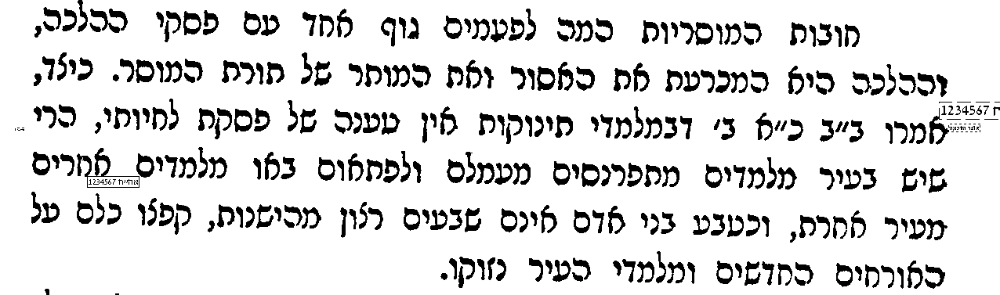 חובות המוסריות המה לפעמים גוף אחד עם פסקי ההלכה,
וההלכה היא המכרעת את האסור ואת המותר של תורת המוסר. כיצד,
אמרו ב״ב כ״א ב׳ דבמלמדי תינוקות אין טענה של פסקת לחיותי, הרי
שיש בעיר מלמדים מתפרנסים מעמלם ולפתאום באו מלמדים אחרים
מעיר אחרת, וכטבע בני אדם אינם שבעים רצון מהישנות, קפצו כלם על
האורחים החדשים ומלמדי העיר נזוקו.